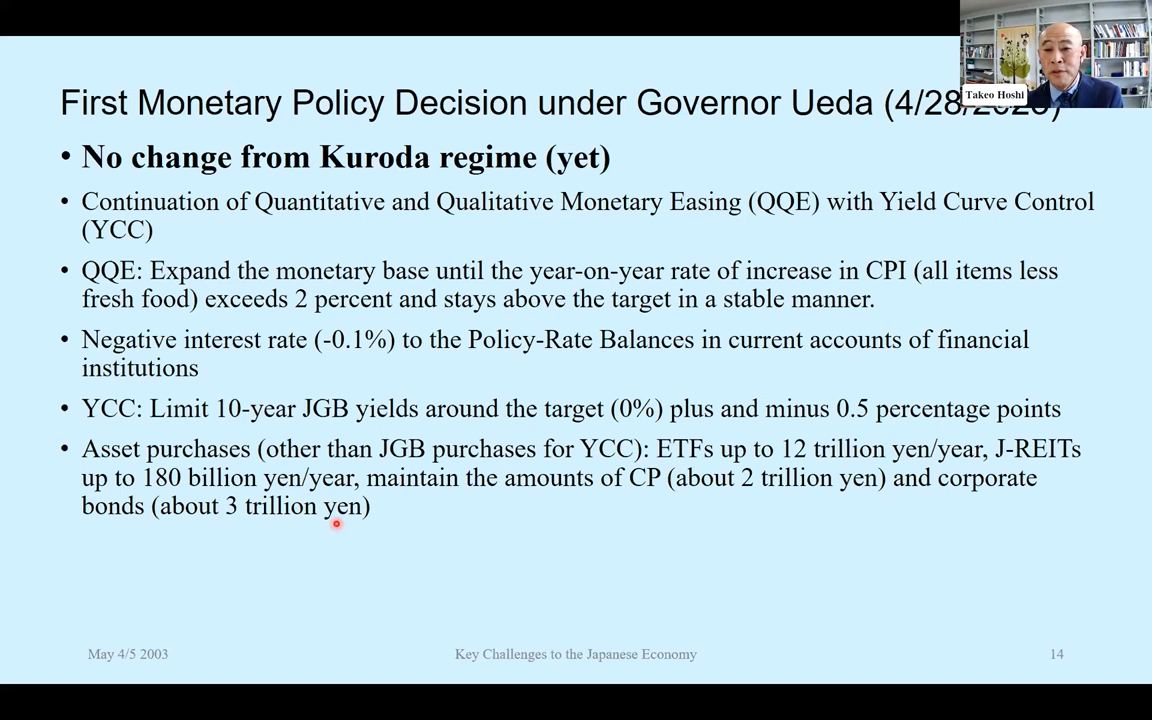 First Monetary Policy Decision under Governor Ueda (4/28/2023)
Takeo Hoshi
• No change from Kuroda regime (yet)
• Continuation of Quantitative and Qualitative Monetary Easing (QQE) with Yield Curve Control
(YCC)
• QQE: Expand the monetary base until the year-on-year rate of increase in CPI (all items less
fresh food) exceeds 2 percent and stays above the target in a stable manner.
• Negative interest rate (-0.1%) to the Policy-Rate Balances in current accounts of financial
institutions
• YCC: Limit 10-year JGB yields around the target (0%) plus and minus 0.5 percentage points
• Asset purchases (other than JGB purchases for YCC): ETFs up to 12 trillion yen/year, J-REITs
up to 180 billion yen/year, maintain the amounts of CP (about 2 trillion yen) and corporate
bonds (about 3 trillion yen)
May 4/5 2003
Key Challenges to the Japanese Economy
14